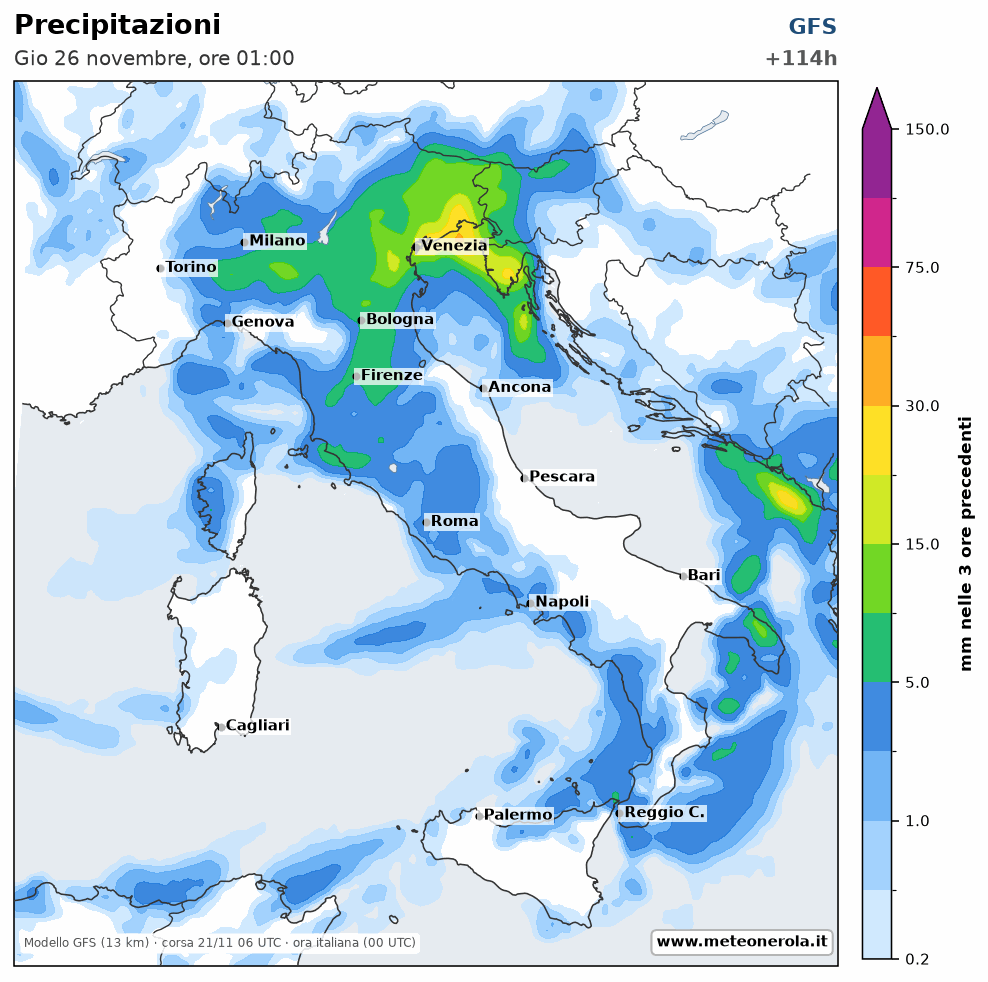 Precipitazioni
GFS
Gio 26 novembre, ore 01:00
+114h
150.0
75.0
30.0
15.0
5.0
1.0
0.2
mm nelle 3 ore precedenti
Milano
Venezia
Torino
Genova
Bologna
Firenze
Ancona
Pescara
Roma
Bari
Napoli
Cagliari
Palermo
Reggio C.
Modello GFS (13 km) · corsa 21/11 06 UTC · ora italiana (00 UTC)
www.meteonerola.it